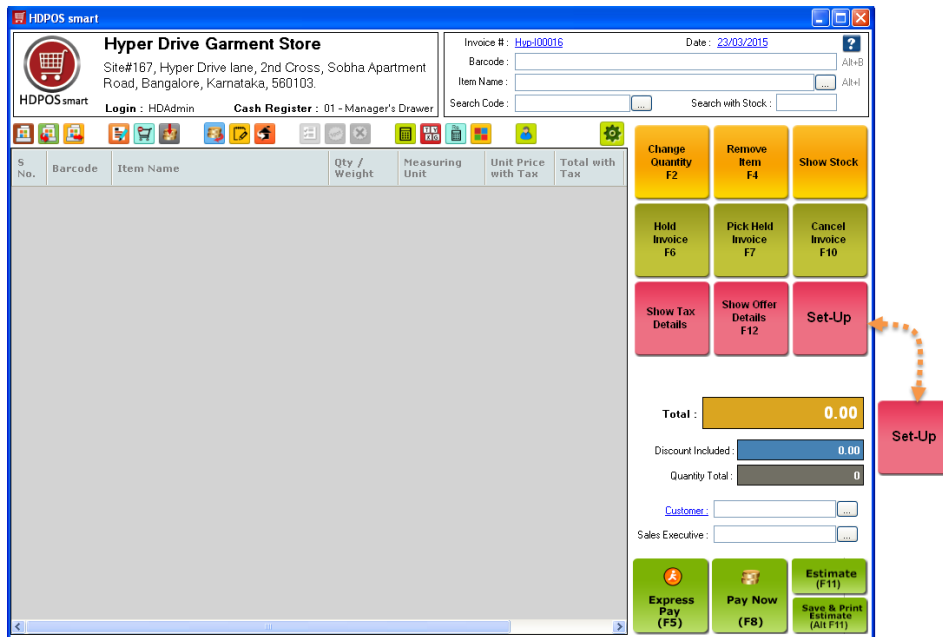 HDPOS smart
Hyper Drive Garment Store
Site#167, Hyper Drive lane, 2nd Cross, Sobha Apartment
Road, Bangalore, Karnataka, 560103.
HDPOS smart
Login : HDAdmin Cash Register : 01 - Manager's Drawer
Invoice # : Hyp-I00016 Date : 23/03/2015 ?
Barcode : Alt+B
Item Name : ... Alt+I
Search Code : ... Search with Stock :
S No. Barcode Item Name Qty / Weight Measuring Unit Unit Price with Tax Total with Tax
Change
Quantity
F2
Remove
Item
F4
Show Stock
Hold
Invoice
F6
Pick Held
Invoice
F7
Cancel
Invoice
F10
Show Tax
Details
Show Offer
Details
F12
Set-Up
Total : 0.00
Set-Up
Discount Included : 0.00
Quantity Total : 0
Customer : ...
Sales Executive : ...
Express
Pay
(F5)
Pay Now
(F8)
Estimate
(F11)
Save & Print
Estimate
(Alt F11)